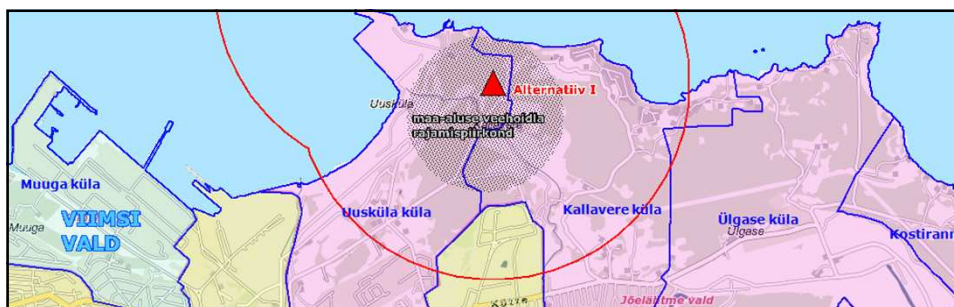 Alternatiiv I
Uusküla
maa-aluse veehoidla
rajamispiirkond
Muuga küla
VIIMSI
VALD
Muuga
Uusküla küla
Kallavere küla
Ülgase küla
Ülgase
Kostirann
Jõelähtme vald